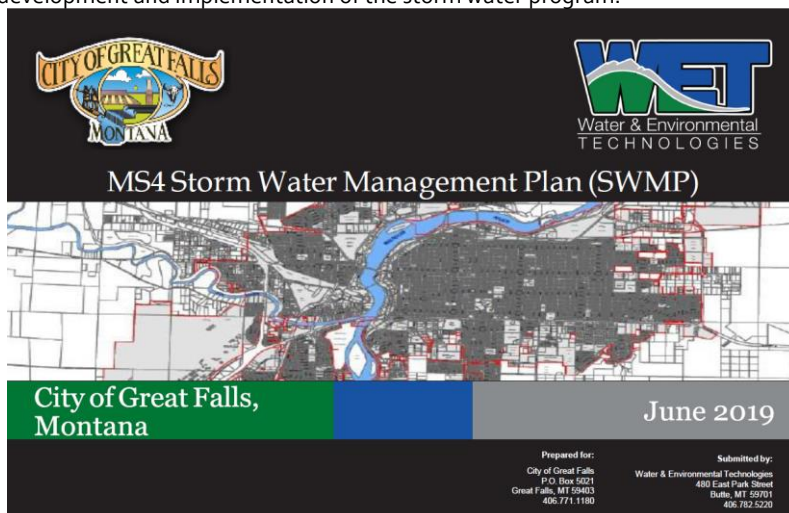 development and implementation of the storm water program.
CITY OF GREAT FALLS
MONTANA
WET
Water & Environmental
TECHNOLOGIES
MS4 Storm Water Management Plan (SWMP)
City of Great Falls,
Montana
June 2019
Prepared for:
City of Great Falls
P.O. Box 5021
Great Falls, MT 59403
406.771.1180
Submitted by:
Water & Environmental Technologies
480 East Park Street
Butte, MT 59701
406.782.5220